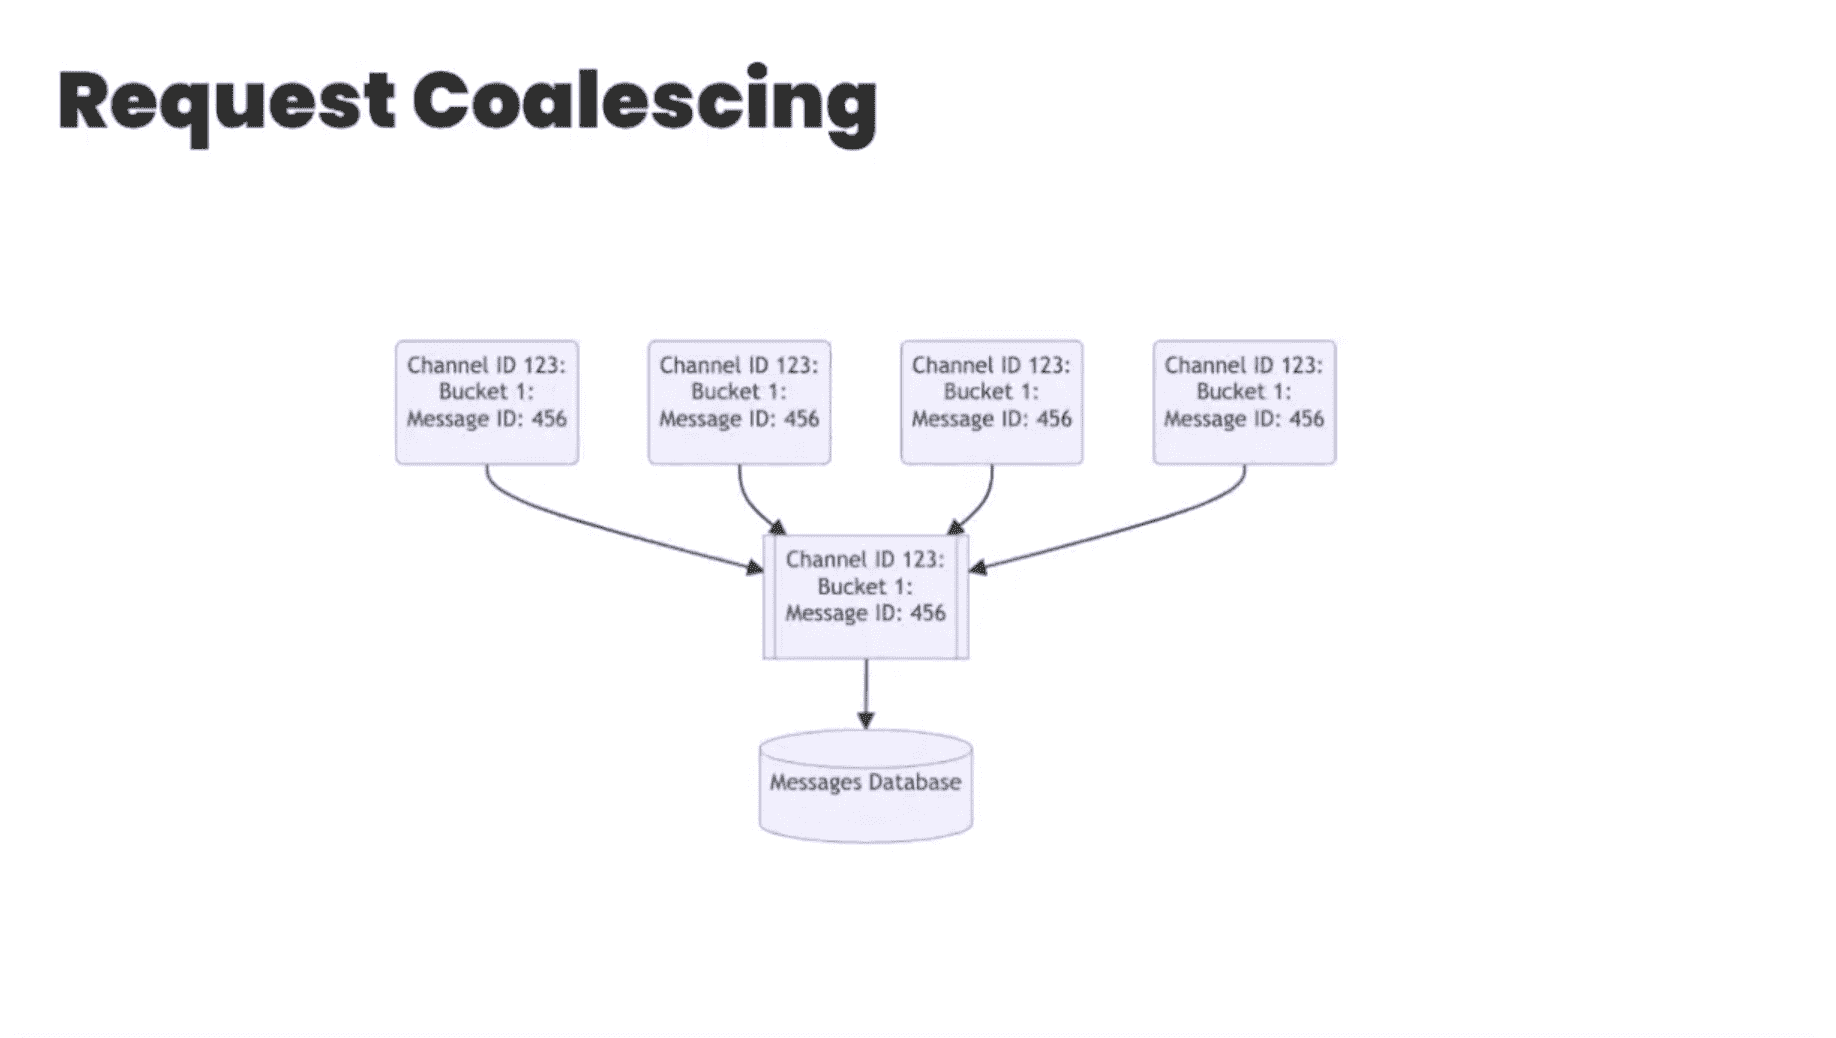 Request Coalescing
Channel ID 123:
Bucket 1:
Message ID: 456
Channel ID 123:
Bucket 1:
Message ID: 456
Channel ID 123:
Bucket 1:
Message ID: 456
Channel ID 123:
Bucket 1:
Message ID: 456
Channel ID 123:
Bucket 1:
Message ID: 456
Messages Database